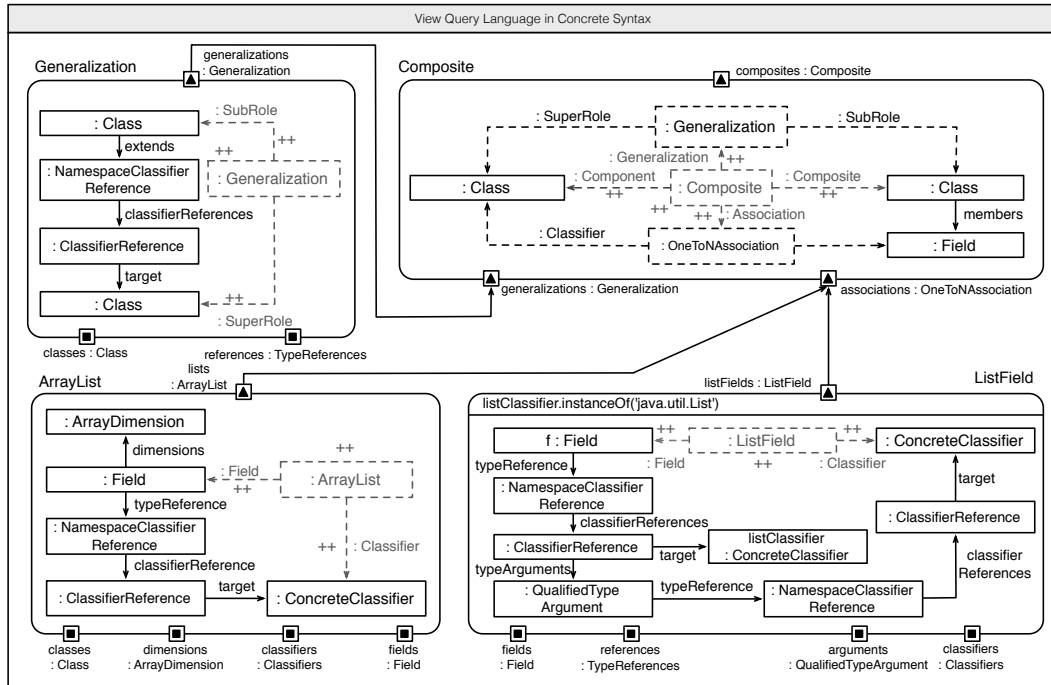 View Query Language in Concrete Syntax
Generalization
generalizations
: Generalization
: Class
: SubRole
++
extends
++
: NamespaceClassifier
Reference
: Generalization
classifierReferences
: ClassifierReference
target
++
: Class
: SuperRole
classes : Class
references : TypeReferences
Composite
composites : Composite
: SuperRole
: Generalization
: SubRole
: Generalization
++
: Class
: Component
++
: Composite
: Composite
++
: Class
++
++
: Association
members
: Classifier
: OneToNAssociation
: Field
generalizations : Generalization
associations : OneToNAssociation
ArrayList
lists
: ArrayList
: ArrayDimension
dimensions
++
: Field
: Field
++
: ArrayList
typeReference
: NamespaceClassifier
Reference
++
: Classifier
classifierReference
: ClassifierReference
target
: ConcreteClassifier
classes
: Class
dimensions
: ArrayDimension
classifiers
: Classifiers
fields
: Field
listFields : ListField
ListField
listClassifier.instanceOf('java.util.List')
f : Field
++
: ListField
++
: ConcreteClassifier
typeReference
: Field
++
: Classifier
: NamespaceClassifier
Reference
target
classifierReferences
: ClassifierReference
: ClassifierReference
target
listClassifier
: ConcreteClassifier
typeArguments
classifier
References
: QualifiedType
Argument
typeReference
: NamespaceClassifier
Reference
fields
: Field
references
: TypeReferences
arguments
: QualifiedTypeArgument
classifiers
: Classifiers